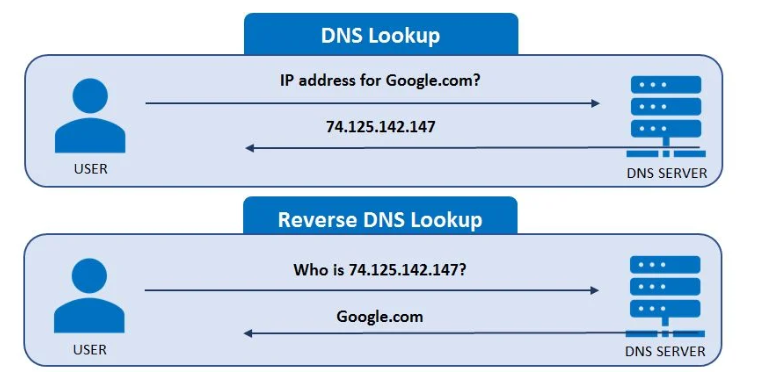 DNS Lookup
IP address for Google.com?
74.125.142.147
USER
DNS SERVER
Reverse DNS Lookup
Who is 74.125.142.147?
Google.com
USER
DNS SERVER